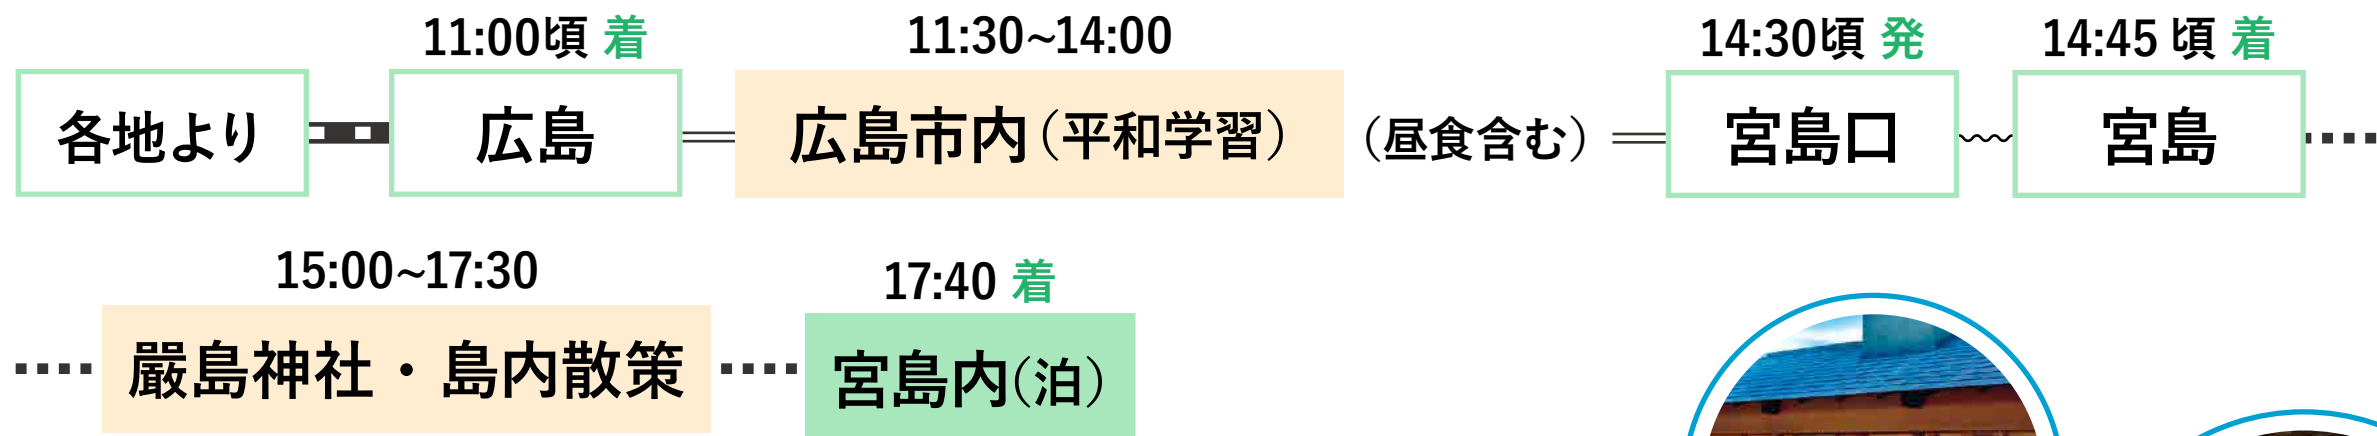 11:00頃 着
11:30~14:00
14:30頃 発
14:45 頃 着
各地より
広島
広島市内（平和学習）
（昼食含む）
宮島口
宮島
15:00~17:30
17:40 着
嚴島神社・島内散策
宮島内（泊）